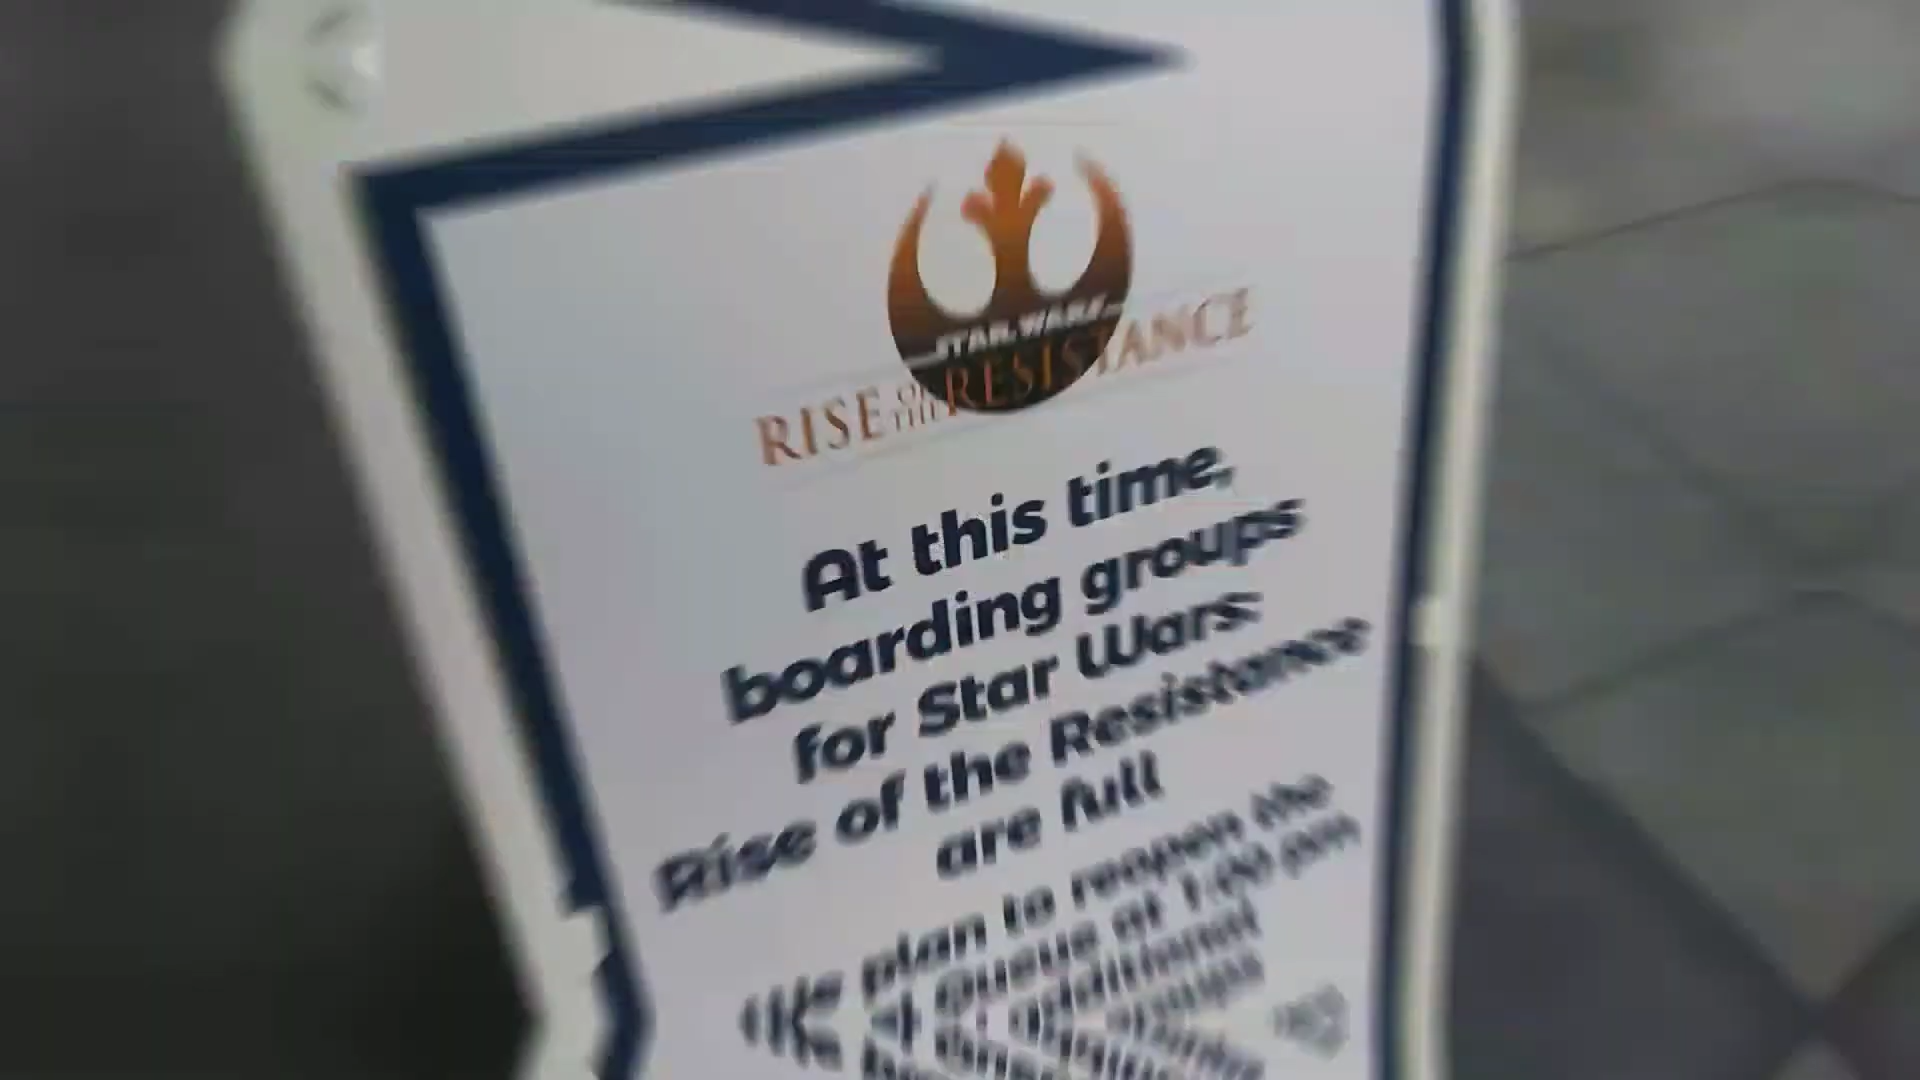 STAR WARS
RISE OF THE RESISTANCE
At this time,
boarding groups
for Star Wars:
Rise of the Resistance
are full
We plan to reopen the
queue at 1:00 pm
additional